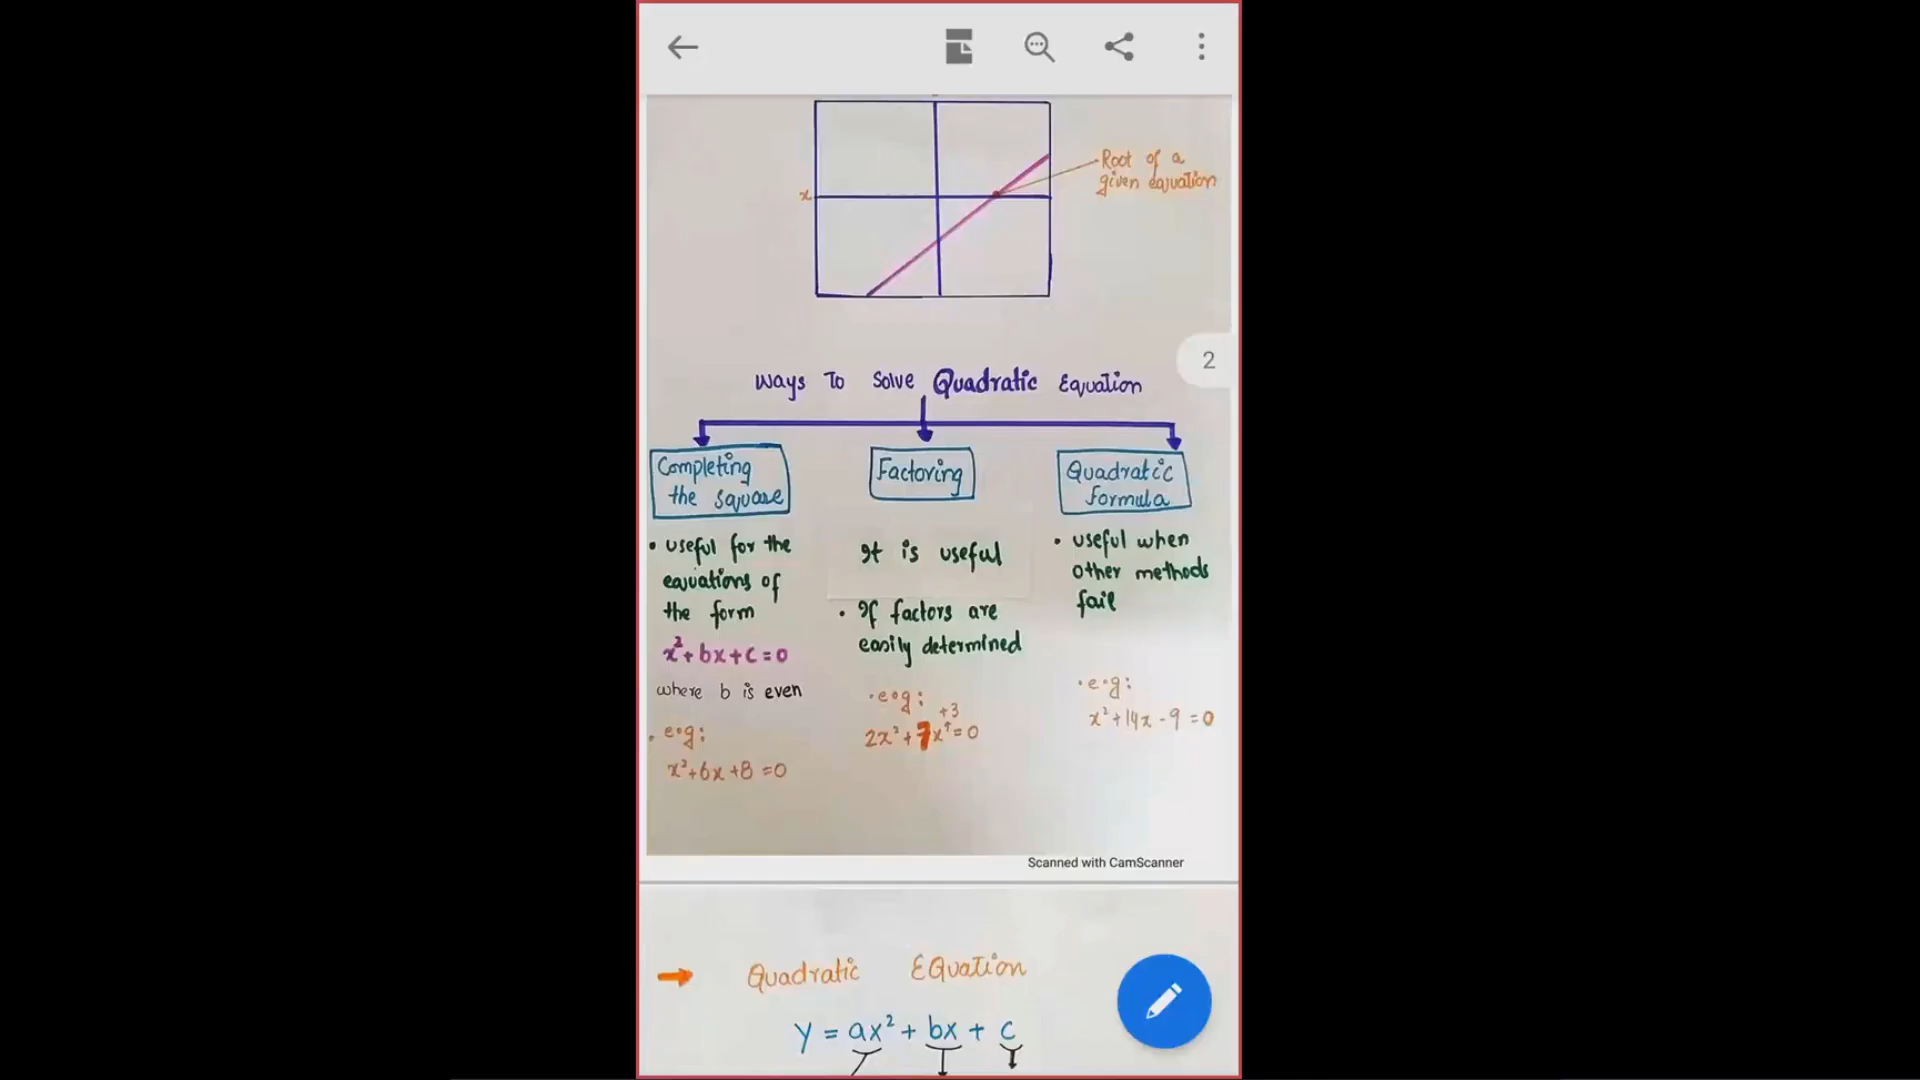 x
Root of a
given equation
2
Ways To Solve Quadratic Equation
Completing
the square
Factoring
Quadratic
formula
• useful for the
equations of
the form
x²+bx+c=0
where b is even
• e.g:
x²+6x+8=0
It is useful
• If factors are
easily determined
• e.g:
+3
2x²+7x↑=0
• useful when
other methods
fail
• e.g:
x²+14x-9=0
Scanned with CamScanner
→ Quadratic EQuation
y = ax² + bx + c